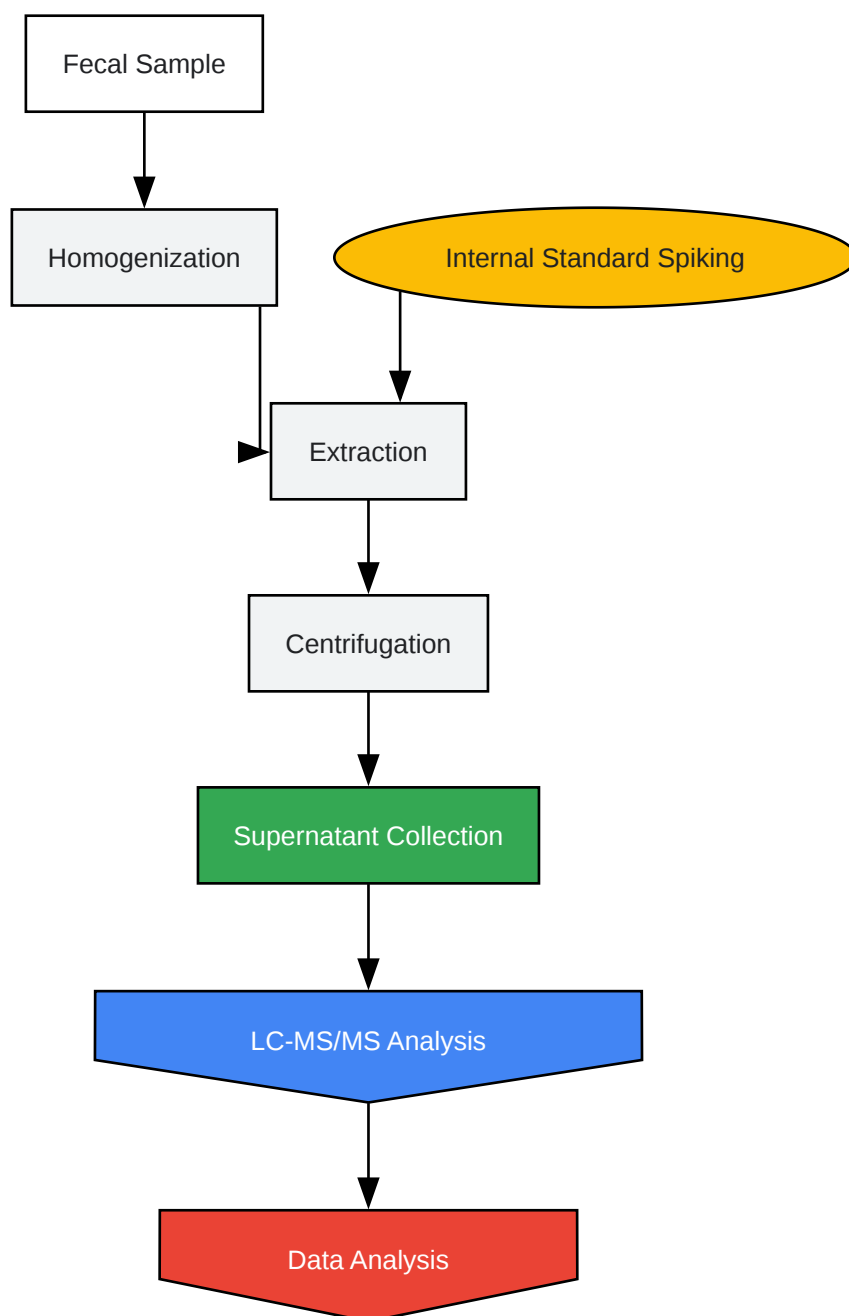 Fecal Sample
Homogenization
Internal Standard Spiking
Extraction
Centrifugation
Supernatant Collection
LC-MS/MS Analysis
Data Analysis